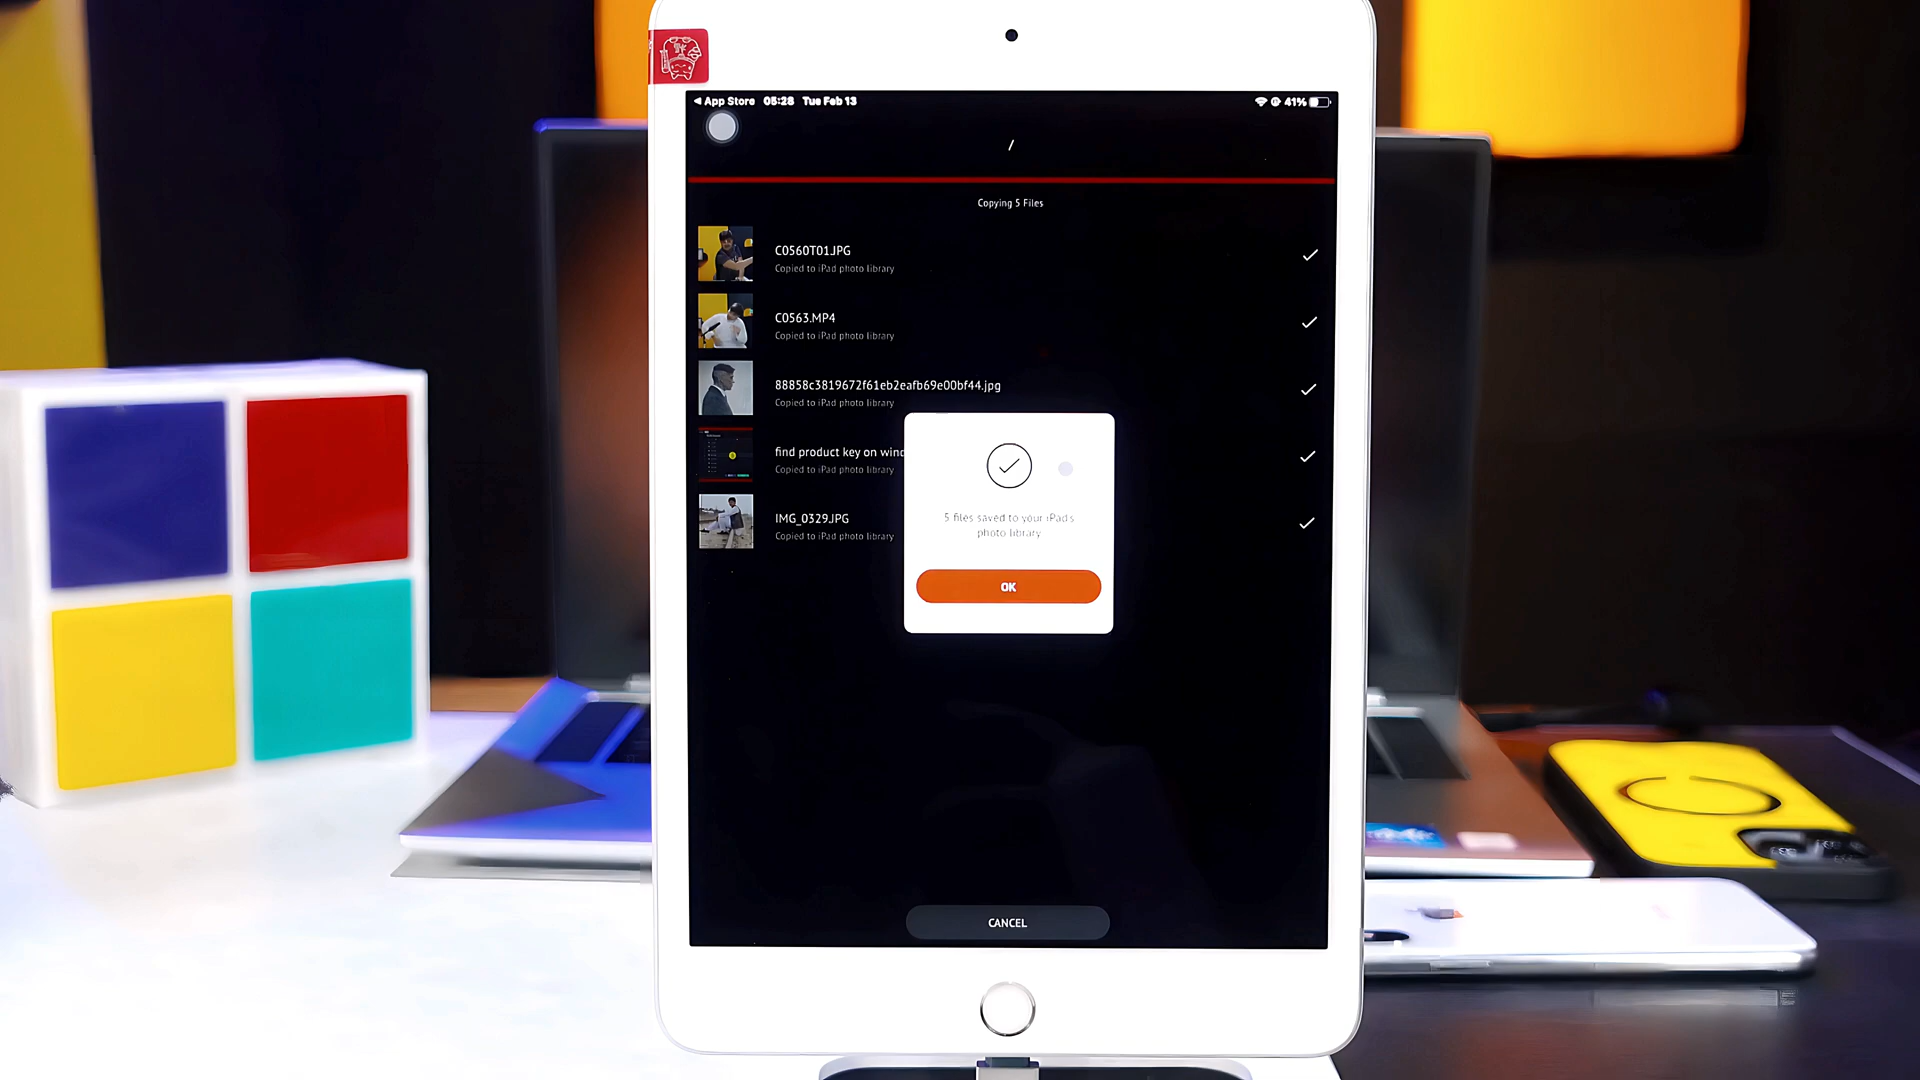 ◀ App Store 05:28 Tue Feb 13 41%
/
Copying 5 Files
C0560T01.JPG
Copied to iPad photo library
C0563.MP4
Copied to iPad photo library
88858c3819672f61eb2eafb69e00bf44.jpg
Copied to iPad photo library
find product key on wind
Copied to iPad photo library
IMG_0329.JPG
Copied to iPad photo library
5 files saved to your iPad's
photo library
OK
CANCEL